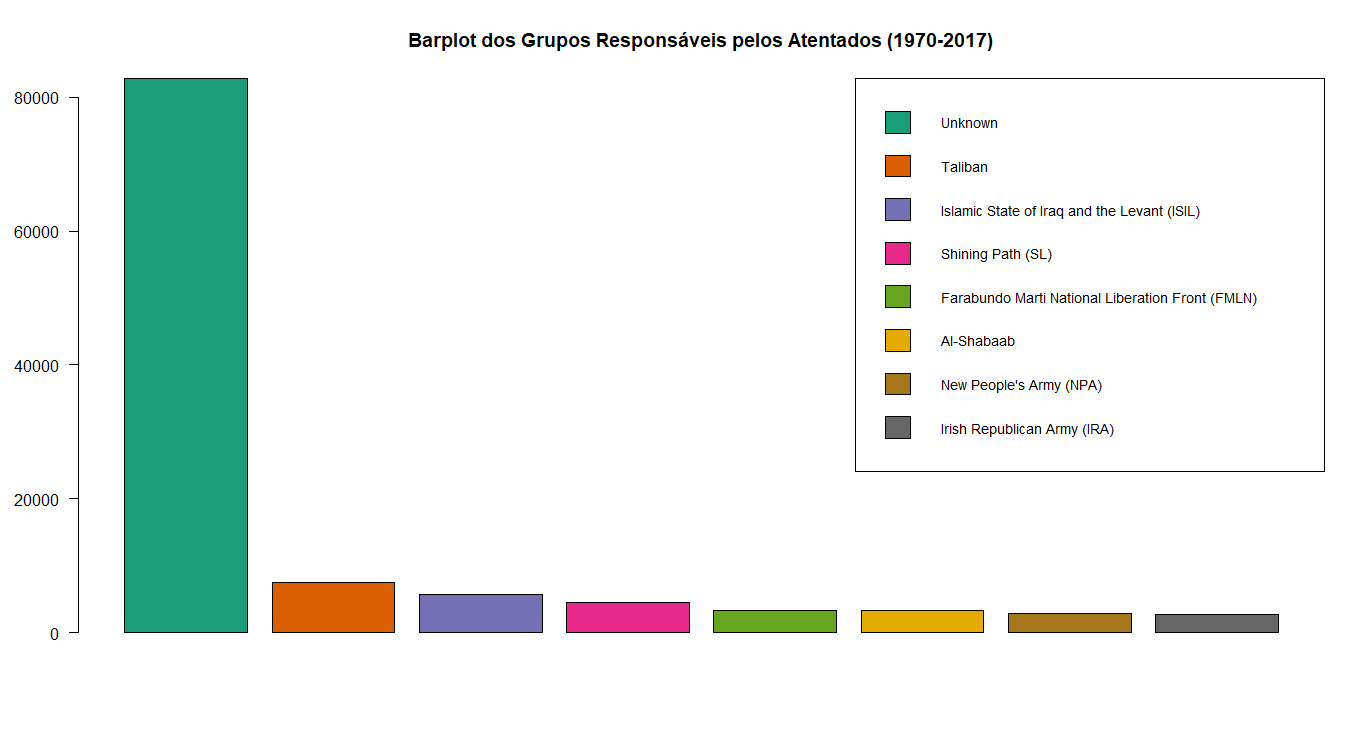 Barplot dos Grupos Responsáveis pelos Atentados (1970-2017)
80000
60000
40000
20000
0
Unknown
Taliban
Islamic State of Iraq and the Levant (ISIL)
Shining Path (SL)
Farabundo Marti National Liberation Front (FMLN)
Al-Shabaab
New People's Army (NPA)
Irish Republican Army (IRA)